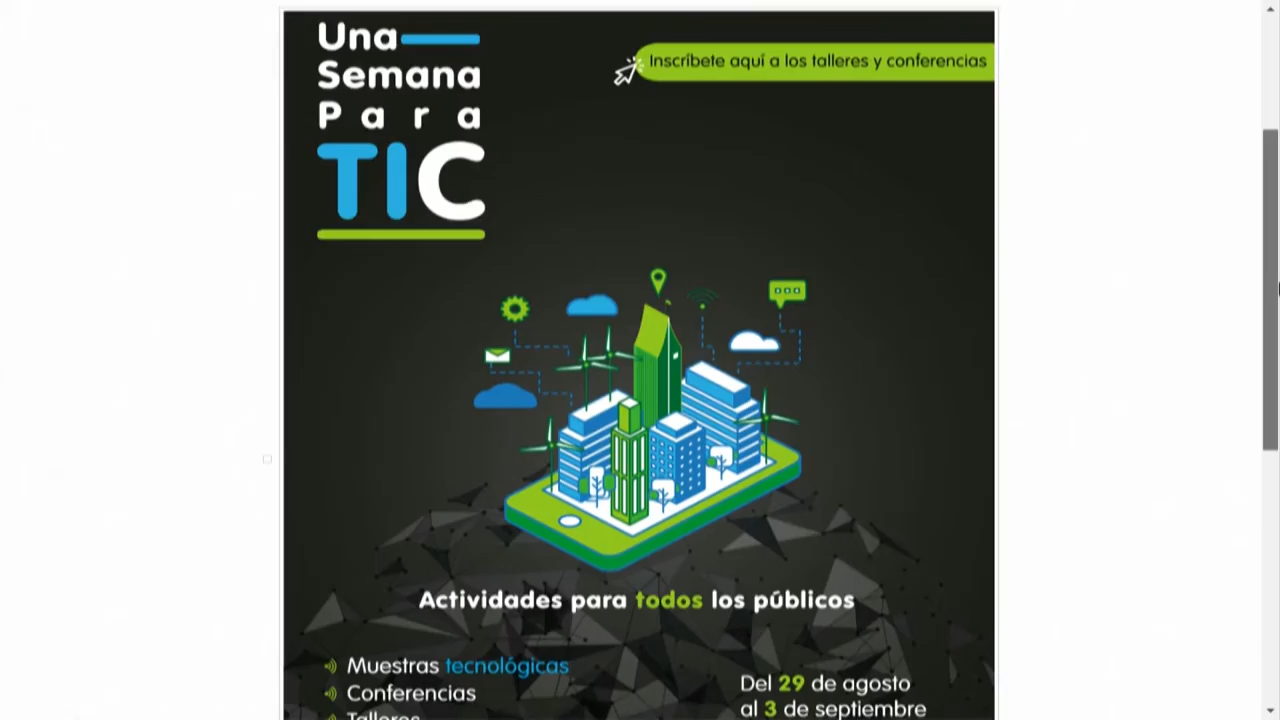 Una
Semana
Para
TIC
Inscríbete aquí a los talleres y conferencias
Actividades para todos los públicos
Muestras tecnológicas
Conferencias
Talleres
Del 29 de agosto
al 3 de septiembre